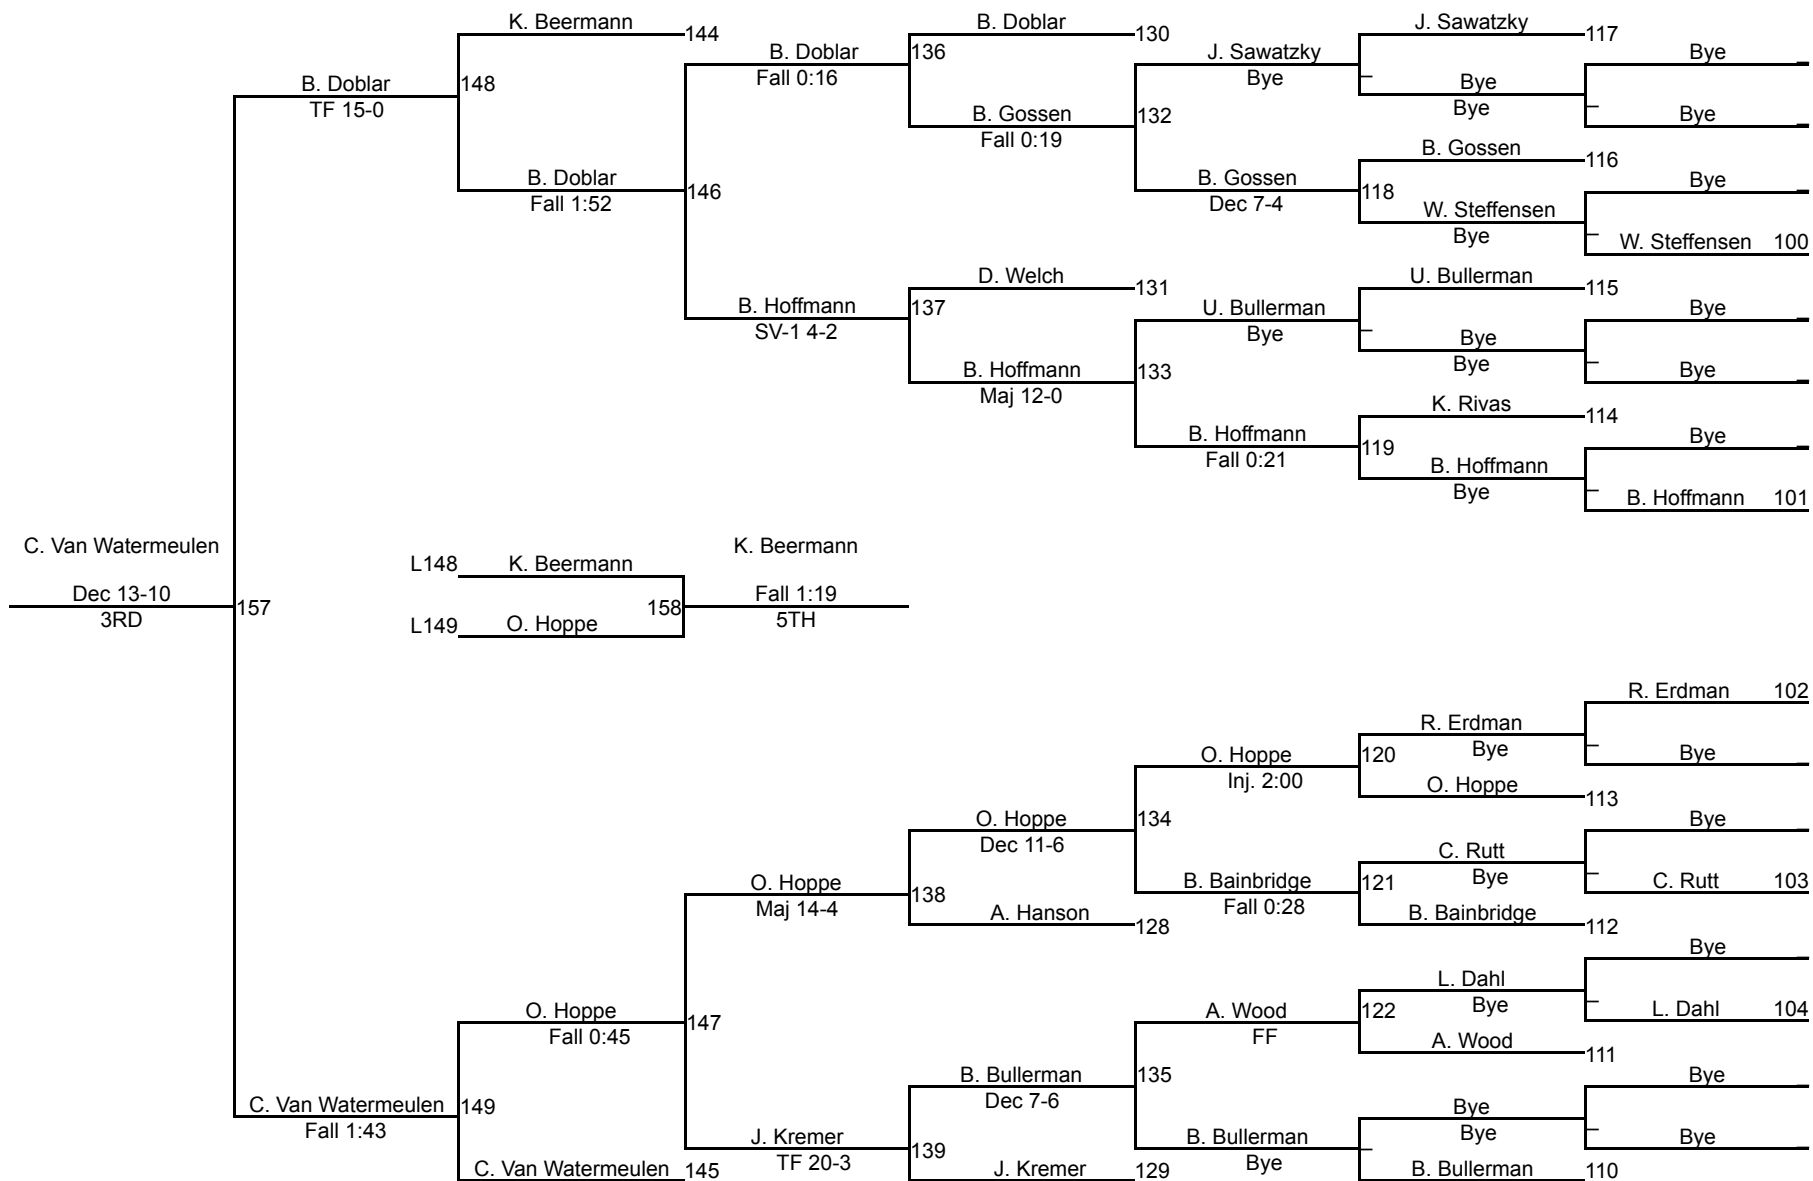 K. Beermann
144
B. Doblar
TF 15-0
148
B. Doblar
Fall 1:52
146
B. Doblar
Fall 0:16
136
B. Doblar
130
B. Gossen
Fall 0:19
132
J. Sawatzky
Bye
J. Sawatzky
117
Bye
Bye
Bye
Bye
B. Gossen
Dec 7-4
118
B. Gossen
116
W. Steffensen
Bye
Bye
W. Steffensen 100
B. Hoffmann
SV-1 4-2
137
D. Welch
131
B. Hoffmann
Maj 12-0
133
U. Bullerman
Bye
U. Bullerman
115
Bye
Bye
Bye
Bye
B. Hoffmann
Fall 0:21
119
K. Rivas
114
B. Hoffmann
Bye
Bye
B. Hoffmann 101
C. Van Watermeulen
Dec 13-10
3RD
157
L148
K. Beermann
L149
O. Hoppe
158
K. Beermann
Fall 1:19
5TH
R. Erdman 102
Bye
R. Erdman
Bye
120
O. Hoppe
113
O. Hoppe
Inj. 2:00
134
O. Hoppe
Dec 11-6
Bye
C. Rutt 103
C. Rutt
Bye
121
B. Bainbridge
112
B. Bainbridge
Fall 0:28
O. Hoppe
Maj 14-4
138
A. Hanson
128
O. Hoppe
Fall 0:45
147
Bye
L. Dahl 104
L. Dahl
Bye
122
A. Wood
111
A. Wood
FF
135
B. Bullerman
Dec 7-6
Bye
Bye
Bye
Bye
B. Bullerman
110
B. Bullerman
Bye
J. Kremer
TF 20-3
139
J. Kremer
129
C. Van Watermeulen
Fall 1:43
149
C. Van Watermeulen
145